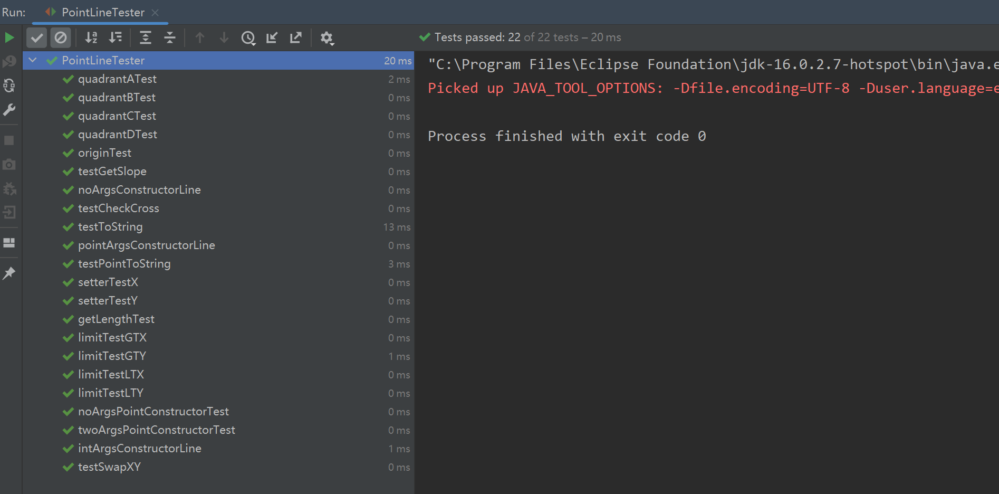 Run: PointLineTester
Tests passed: 22 of 22 tests – 20 ms
PointLineTester 20 ms
quadrantATest 2 ms
quadrantBTest 0 ms
quadrantCTest 0 ms
quadrantDTest 0 ms
originTest 0 ms
testGetSlope 0 ms
noArgsConstructorLine 0 ms
testCheckCross 0 ms
testToString 13 ms
pointArgsConstructorLine 0 ms
testPointToString 3 ms
setterTestX 0 ms
setterTestY 0 ms
getLengthTest 0 ms
limitTestGTX 0 ms
limitTestGTY 1 ms
limitTestLTX 0 ms
limitTestLTY 0 ms
noArgsPointConstructorTest 0 ms
twoArgsPointConstructorTest 0 ms
intArgsConstructorLine 1 ms
testSwapXY 0 ms
"C:\Program Files\Eclipse Foundation\jdk-16.0.2.7-hotspot\bin\java.e
Picked up JAVA_TOOL_OPTIONS: -Dfile.encoding=UTF-8 -Duser.language=e
Process finished with exit code 0